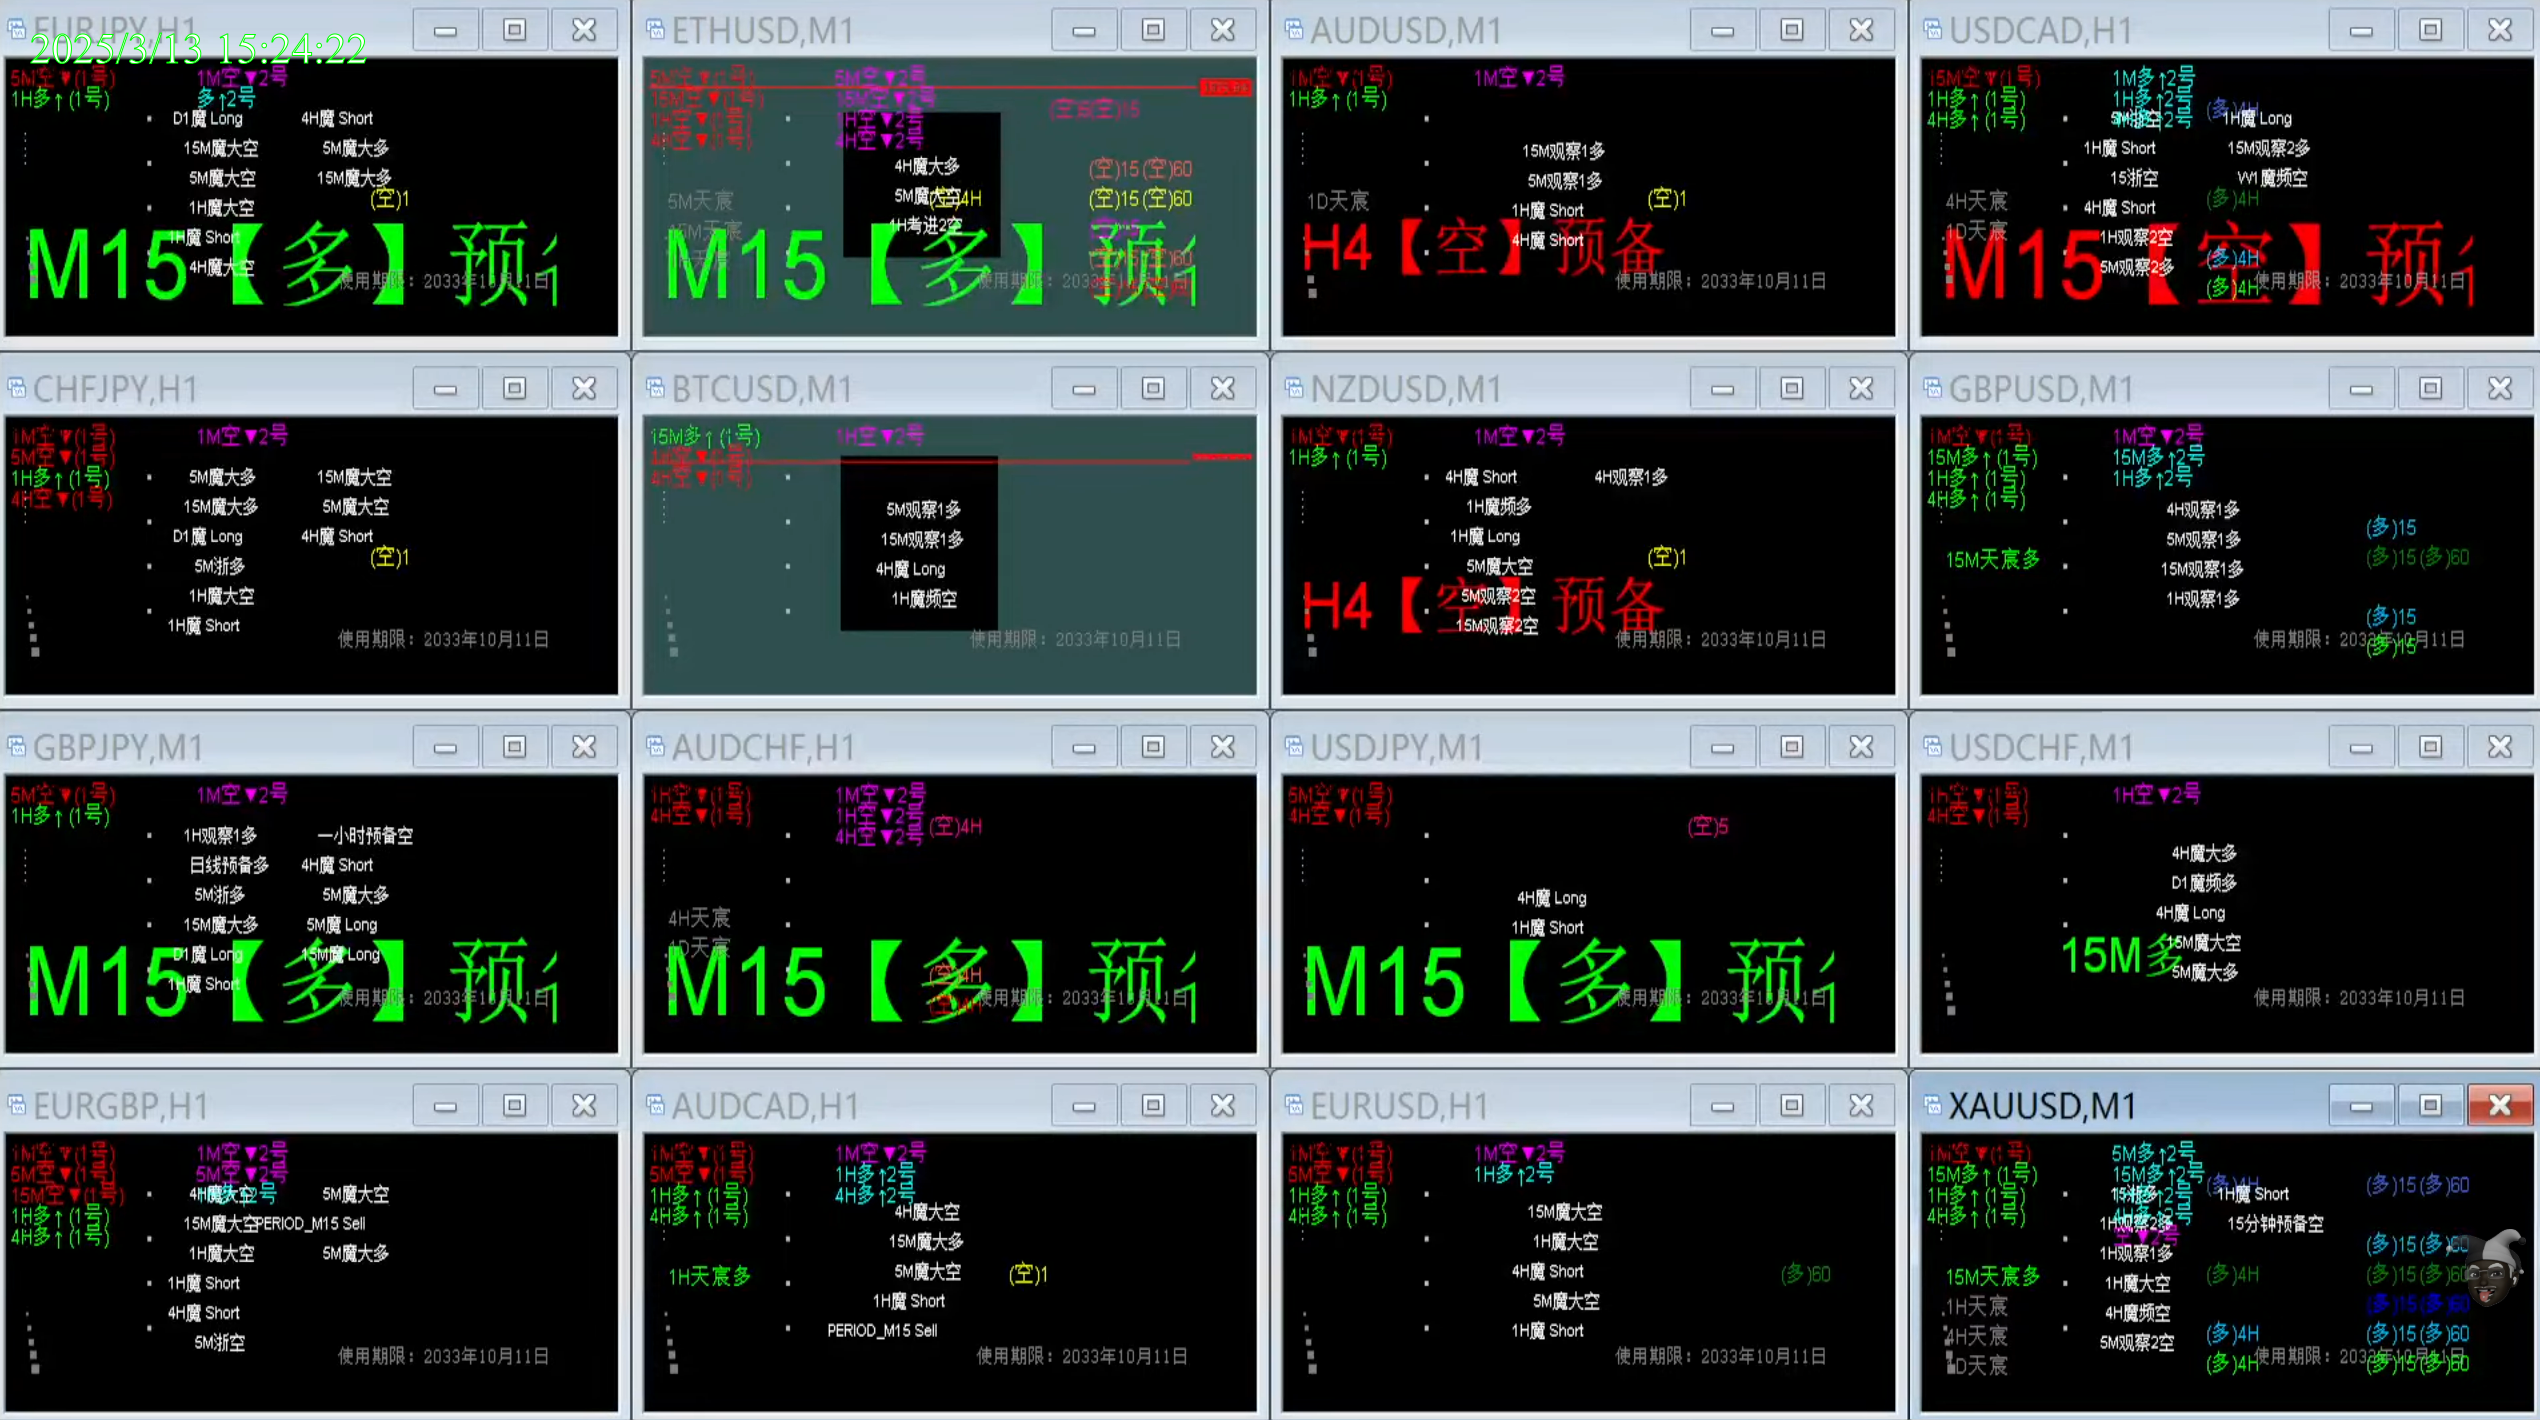 2025/3/13 15:24:22
EURJPY,H1
5M空▼(1号)
1M空▼2号
1H多↑(1号)
多↑2号
D1魔 Long
4H魔 Short
15M魔大空
5M魔大多
5M魔大空
15M魔大多
(空)1
1H魔大空
1H魔 Short
4H魔大空
M15【多】预
使用期限：2033年10月11日
ETHUSD,M1
5M空▼(1号)
5M空▼2号
15M空▼(1号)
15M空▼2号
1H空▼(1号)
1H空▼2号
4H空▼(1号)
4H空▼2号
4H魔大多
(空)15(空)60
5M天宸
5M魔大空
(空)15(空)60
15M天宸
1H考进2空
M15【多】预
AUDUSD,M1
1M空▼(1号)
1M空▼2号
1H多↑(1号)
15M观察1多
5M观察1多
1D天宸
(空)1
1H魔 Short
4H魔 Short
H4【空】预备
使用期限：2033年10月11日
USDCAD,H1
15M空▼(1号)
1M多↑2号
1H多↑(1号)
1H多↑2号
4H多↑(1号)
4H多↑2号
(多)4H
1H魔 Long
1H魔 Short
15M观察2多
15浙空
W1魔频空
4H天宸
(多)4H
4H魔 Short
1D天宸
1H观察2空
5M观察2多
(多)4H
(多)4H
M15【空】预
使用期限：2033年10月11日
CHFJPY,H1
1M空▼(1号)
1M空▼2号
5M空▼(1号)
1H多↑(1号)
4H空▼(1号)
5M魔大多
15M魔大空
15M魔大多
5M魔大空
D1魔 Long
4H魔 Short
5M浙多
(空)1
1H魔大空
1H魔 Short
使用期限：2033年10月11日
BTCUSD,M1
15M多↑(1号)
1H空▼2号
1H空▼(1号)
4H空▼(1号)
5M观察1多
15M观察1多
4H魔 Long
1H魔频空
使用期限：2033年10月11日
NZDUSD,M1
1M空▼(1号)
1M空▼2号
1H多↑(1号)
4H魔 Short
4H观察1多
1H魔频多
1H魔 Long
5M魔大空
(空)1
5M观察2空
15M观察2空
H4【空】预备
使用期限：2033年10月11日
GBPUSD,M1
1M空▼(1号)
1M空▼2号
15M多↑(1号)
15M多↑2号
1H多↑(1号)
1H多↑2号
4H多↑(1号)
4H观察1多
(多)15
5M观察1多
15M天宸多
(多)15(多)60
15M观察1多
1H观察1多
(多)15
(多)15
使用期限：2033年10月11日
GBPJPY,M1
5M空▼(1号)
1M空▼2号
1H多↑(1号)
1H观察1多
一小时预备空
日线预备多
4H魔 Short
5M浙多
5M魔大多
15M魔大多
5M魔 Long
D1魔 Long
15M魔 Long
1H魔 Short
M15【多】预
使用期限：2033年10月11日
AUDCHF,H1
1H空▼(1号)
1M空▼2号
4H空▼(1号)
1H空▼2号
4H空▼2号
(空)4H
4H天宸
1D天宸
(空)4H
(空)4H
M15【多】预
使用期限：2033年10月11日
USDJPY,M1
5M空▼(1号)
4H空▼(1号)
(空)5
4H魔 Long
1H魔 Short
M15【多】预
使用期限：2033年10月11日
USDCHF,M1
1H空▼(1号)
1H空▼2号
4H空▼(1号)
4H魔大多
D1魔频多
4H魔 Long
15M魔大空
15M多
5M魔大多
使用期限：2033年10月11日
EURGBP,H1
1M空▼(1号)
1M空▼2号
5M空▼(1号)
5M空▼2号
15M空▼(1号)
4H魔大空
5M魔大空
1H多↑(1号)
15M魔大空
PERIOD_M15 Sell
4H多↑(1号)
1H魔大空
5M魔大多
1H魔 Short
4H魔 Short
5M浙空
使用期限：2033年10月11日
AUDCAD,H1
1M空▼(1号)
1M空▼2号
5M空▼(1号)
1H多↑2号
1H多↑(1号)
4H多↑2号
4H多↑(1号)
4H魔大空
15M魔大多
1H天宸多
5M魔大空
(空)1
1H魔 Short
PERIOD_M15 Sell
使用期限：2033年10月11日
EURUSD,H1
1M空▼(1号)
1M空▼2号
5M空▼(1号)
1H多↑2号
1H多↑(1号)
4H多↑(1号)
15M魔大空
1H魔大空
4H魔 Short
(多)60
5M魔大空
1H魔 Short
使用期限：2033年10月11日
XAUUSD,M1
1M空▼(1号)
5M多↑2号
15M多↑(1号)
15M多↑2号
1H多↑(1号)
4H多↑(1号)
(多)4H
1H魔 Short
(多)15(多)60
1H观察2多
15分钟预备空
空▼2号
1H观察1多
(多)15(多)60
15M天宸多
1H魔大空
(多)4H
(多)15(多)60
1H天宸
4H魔频空
(多)15(多)60
4H天宸
5M观察2空
(多)4H
(多)15(多)60
1D天宸
(多)4H
(多)15(多)60